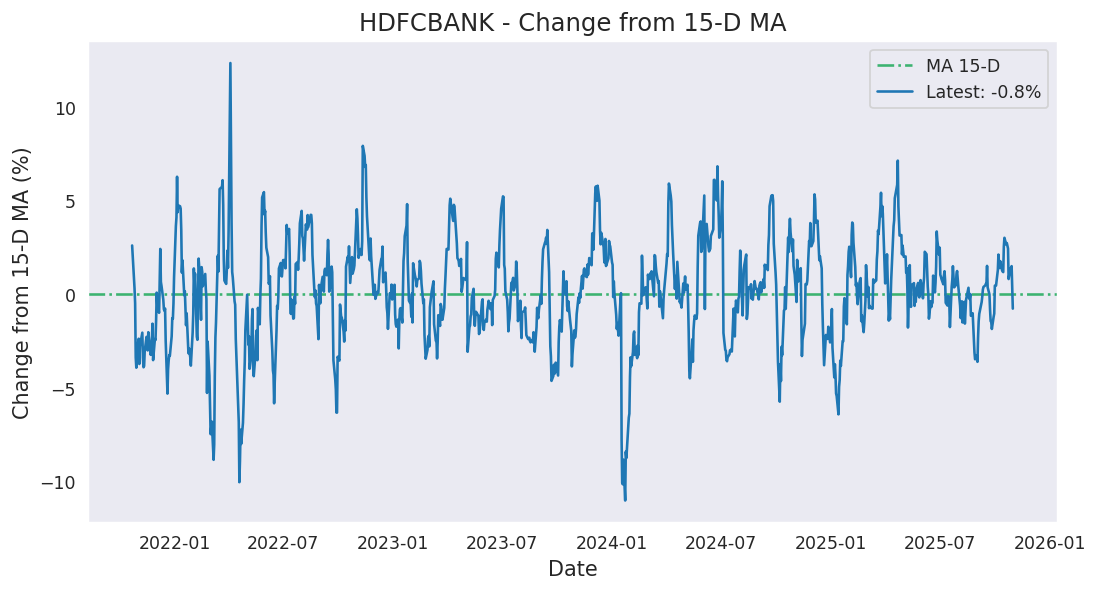 HDFCBANK - Change from 15-D MA
MA 15-D
Latest: -0.8%
Change from 15-D MA (%)
10
5
0
−5
−10
2022-01
2022-07
2023-01
2023-07
2024-01
2024-07
2025-01
2025-07
2026-01
Date